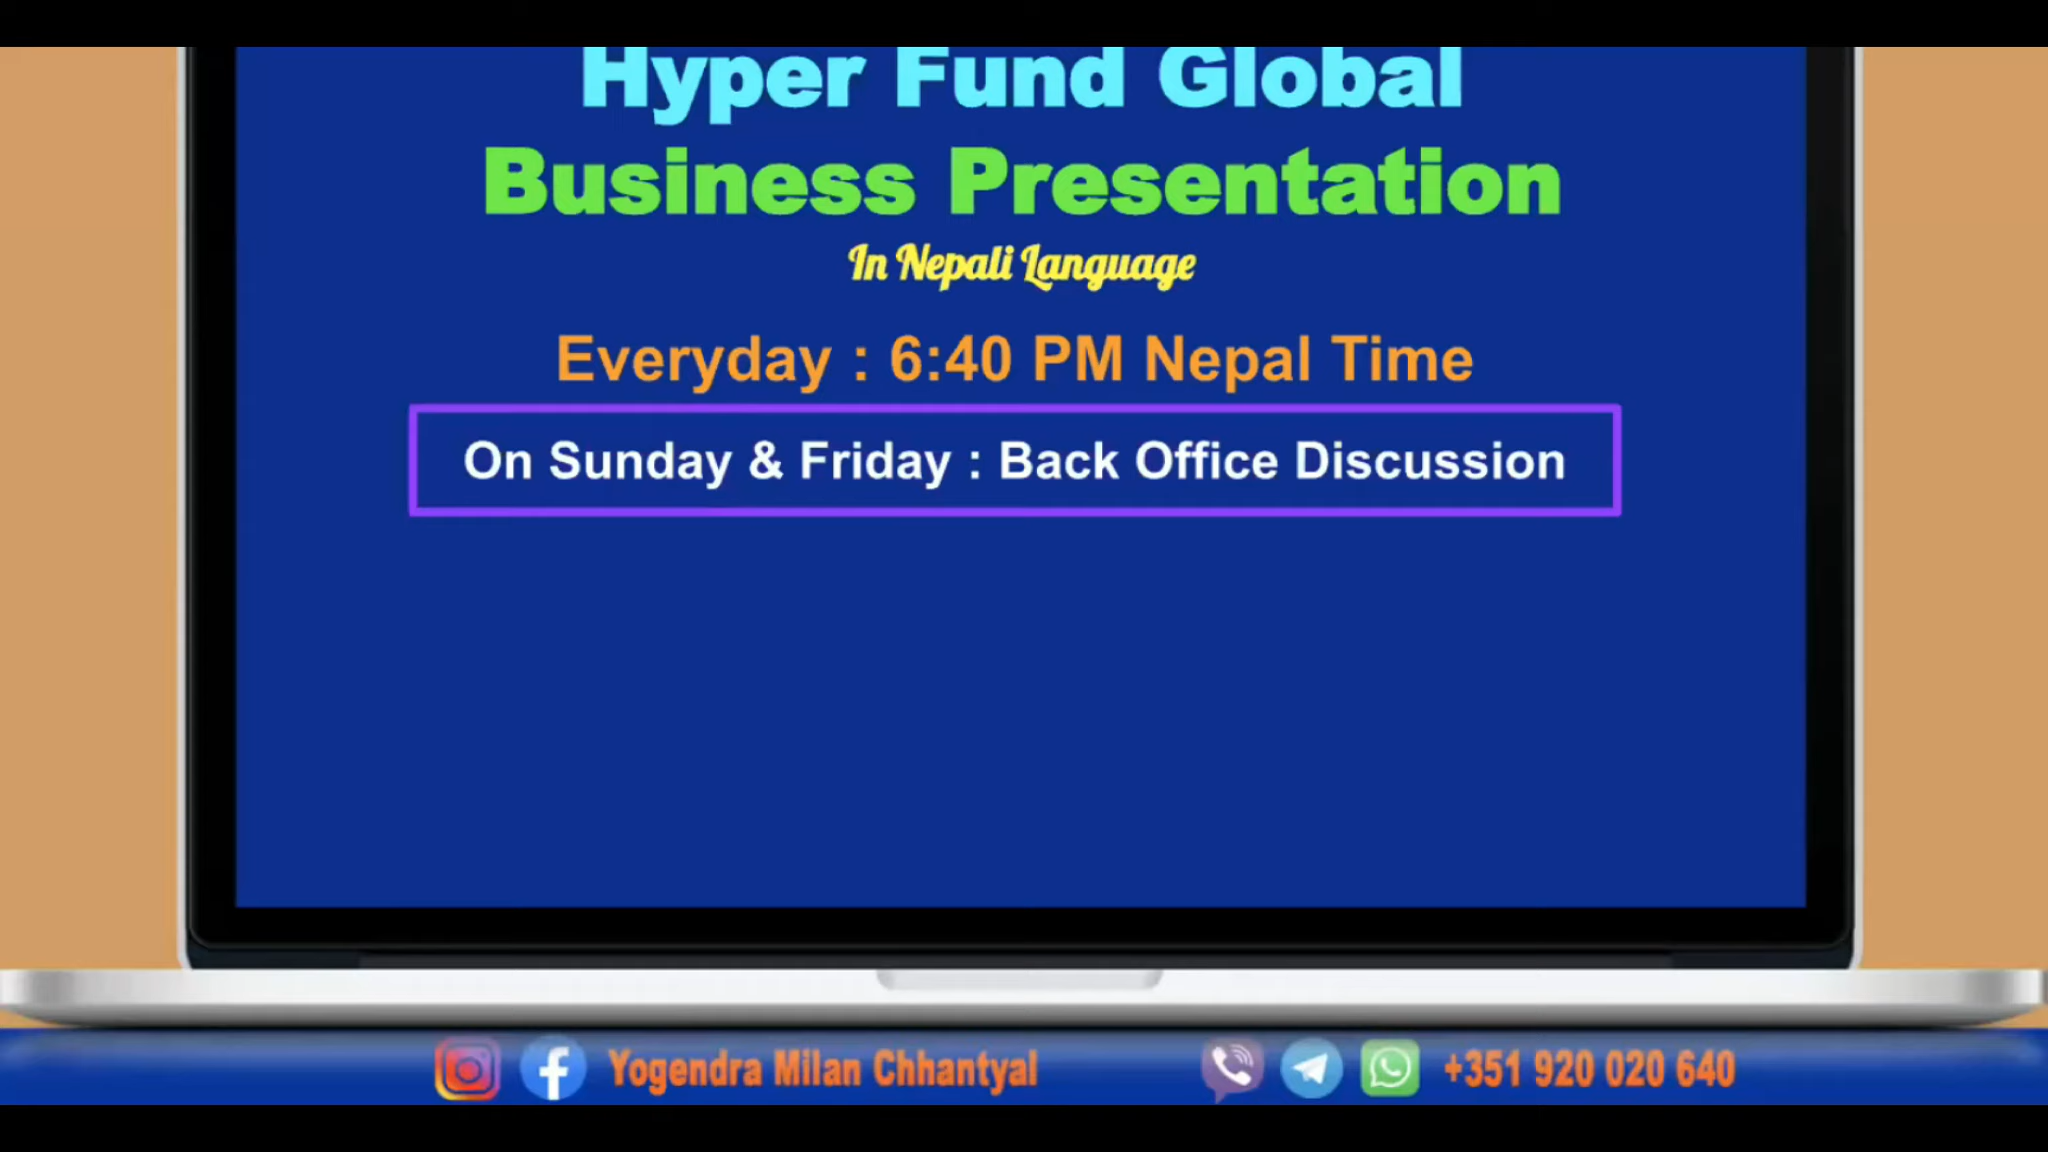 Hyper Fund Global
Business Presentation
In Nepali Language
Everyday : 6:40 PM Nepal Time
On Sunday & Friday : Back Office Discussion
Yogendra Milan Chhantyal
+351 920 020 640